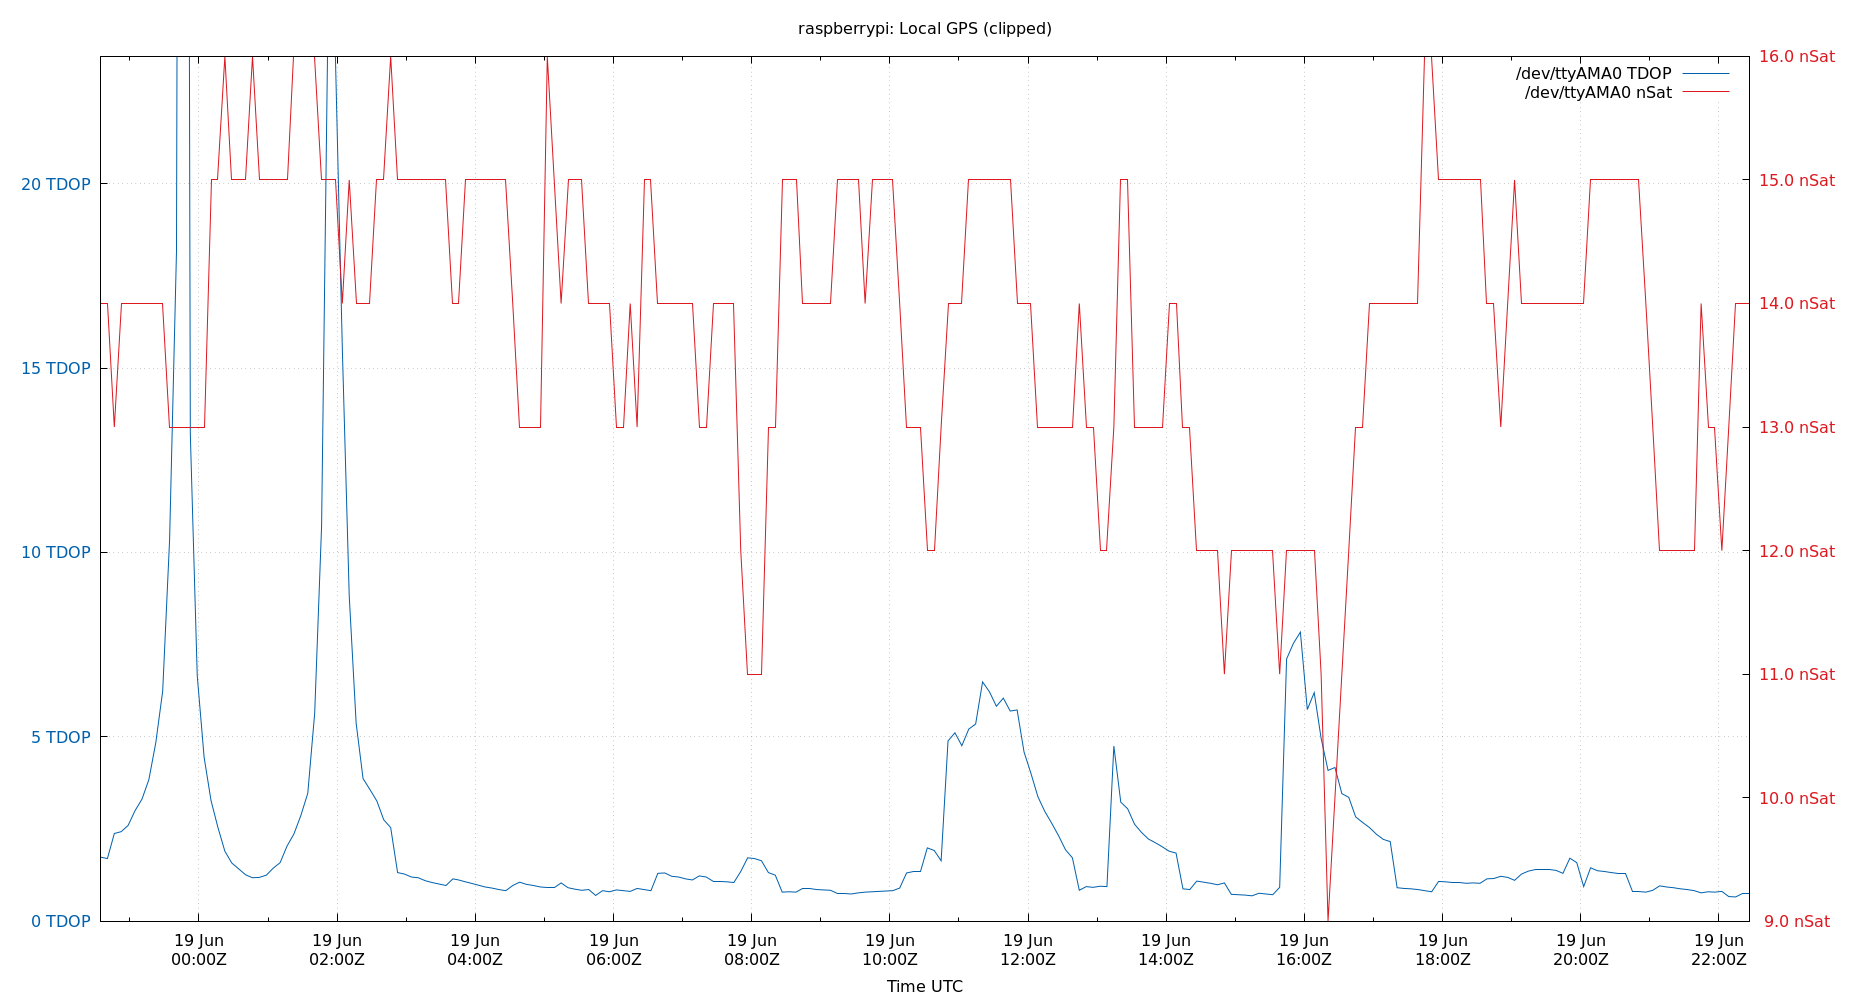 raspberrypi: Local GPS (clipped)
/dev/ttyAMA0 TDOP
/dev/ttyAMA0 nSat
20 TDOP
15 TDOP
10 TDOP
5 TDOP
0 TDOP
16.0 nSat
15.0 nSat
14.0 nSat
13.0 nSat
12.0 nSat
11.0 nSat
10.0 nSat
9.0 nSat
19 Jun 19 Jun 19 Jun 19 Jun 19 Jun 19 Jun 19 Jun 19 Jun 19 Jun 19 Jun 19 Jun 19 Jun
00:00Z 02:00Z 04:00Z 06:00Z 08:00Z 10:00Z 12:00Z 14:00Z 16:00Z 18:00Z 20:00Z 22:00Z
Time UTC